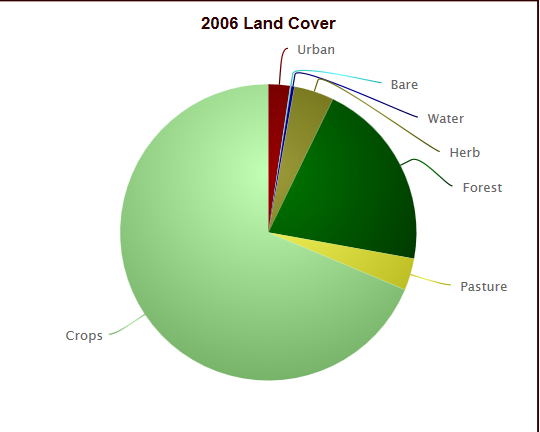 2006 Land Cover
Urban
Bare
Water
Herb
Forest
Pasture
Crops